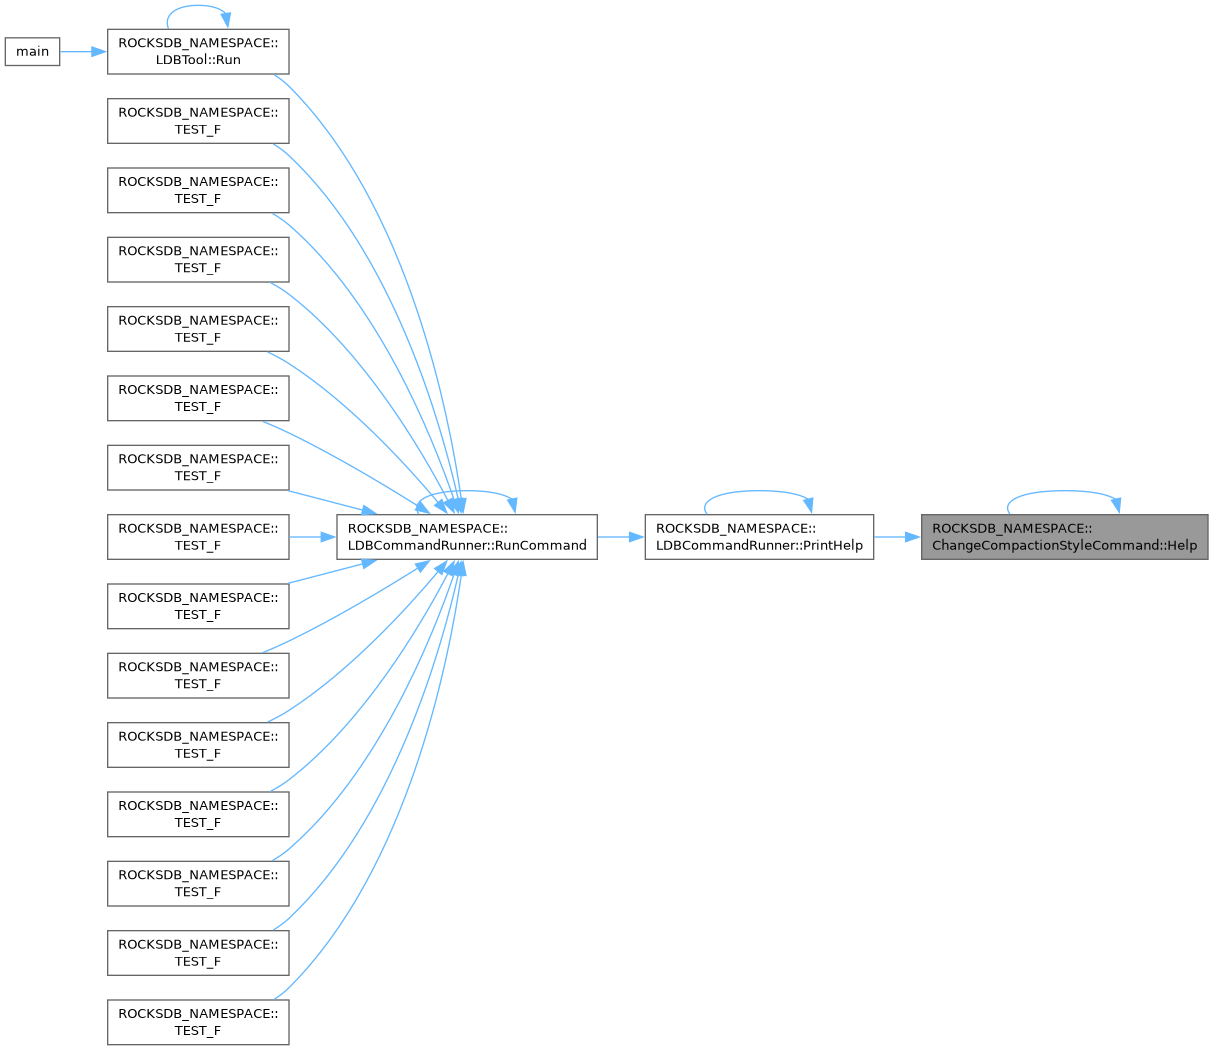 main
ROCKSDB_NAMESPACE::
LDBTool::Run
ROCKSDB_NAMESPACE::
TEST_F
ROCKSDB_NAMESPACE::
TEST_F
ROCKSDB_NAMESPACE::
TEST_F
ROCKSDB_NAMESPACE::
TEST_F
ROCKSDB_NAMESPACE::
TEST_F
ROCKSDB_NAMESPACE::
TEST_F
ROCKSDB_NAMESPACE::
TEST_F
ROCKSDB_NAMESPACE::
TEST_F
ROCKSDB_NAMESPACE::
TEST_F
ROCKSDB_NAMESPACE::
TEST_F
ROCKSDB_NAMESPACE::
TEST_F
ROCKSDB_NAMESPACE::
TEST_F
ROCKSDB_NAMESPACE::
TEST_F
ROCKSDB_NAMESPACE::
TEST_F
ROCKSDB_NAMESPACE::
LDBCommandRunner::RunCommand
ROCKSDB_NAMESPACE::
LDBCommandRunner::PrintHelp
ROCKSDB_NAMESPACE::
ChangeCompactionStyleCommand::Help